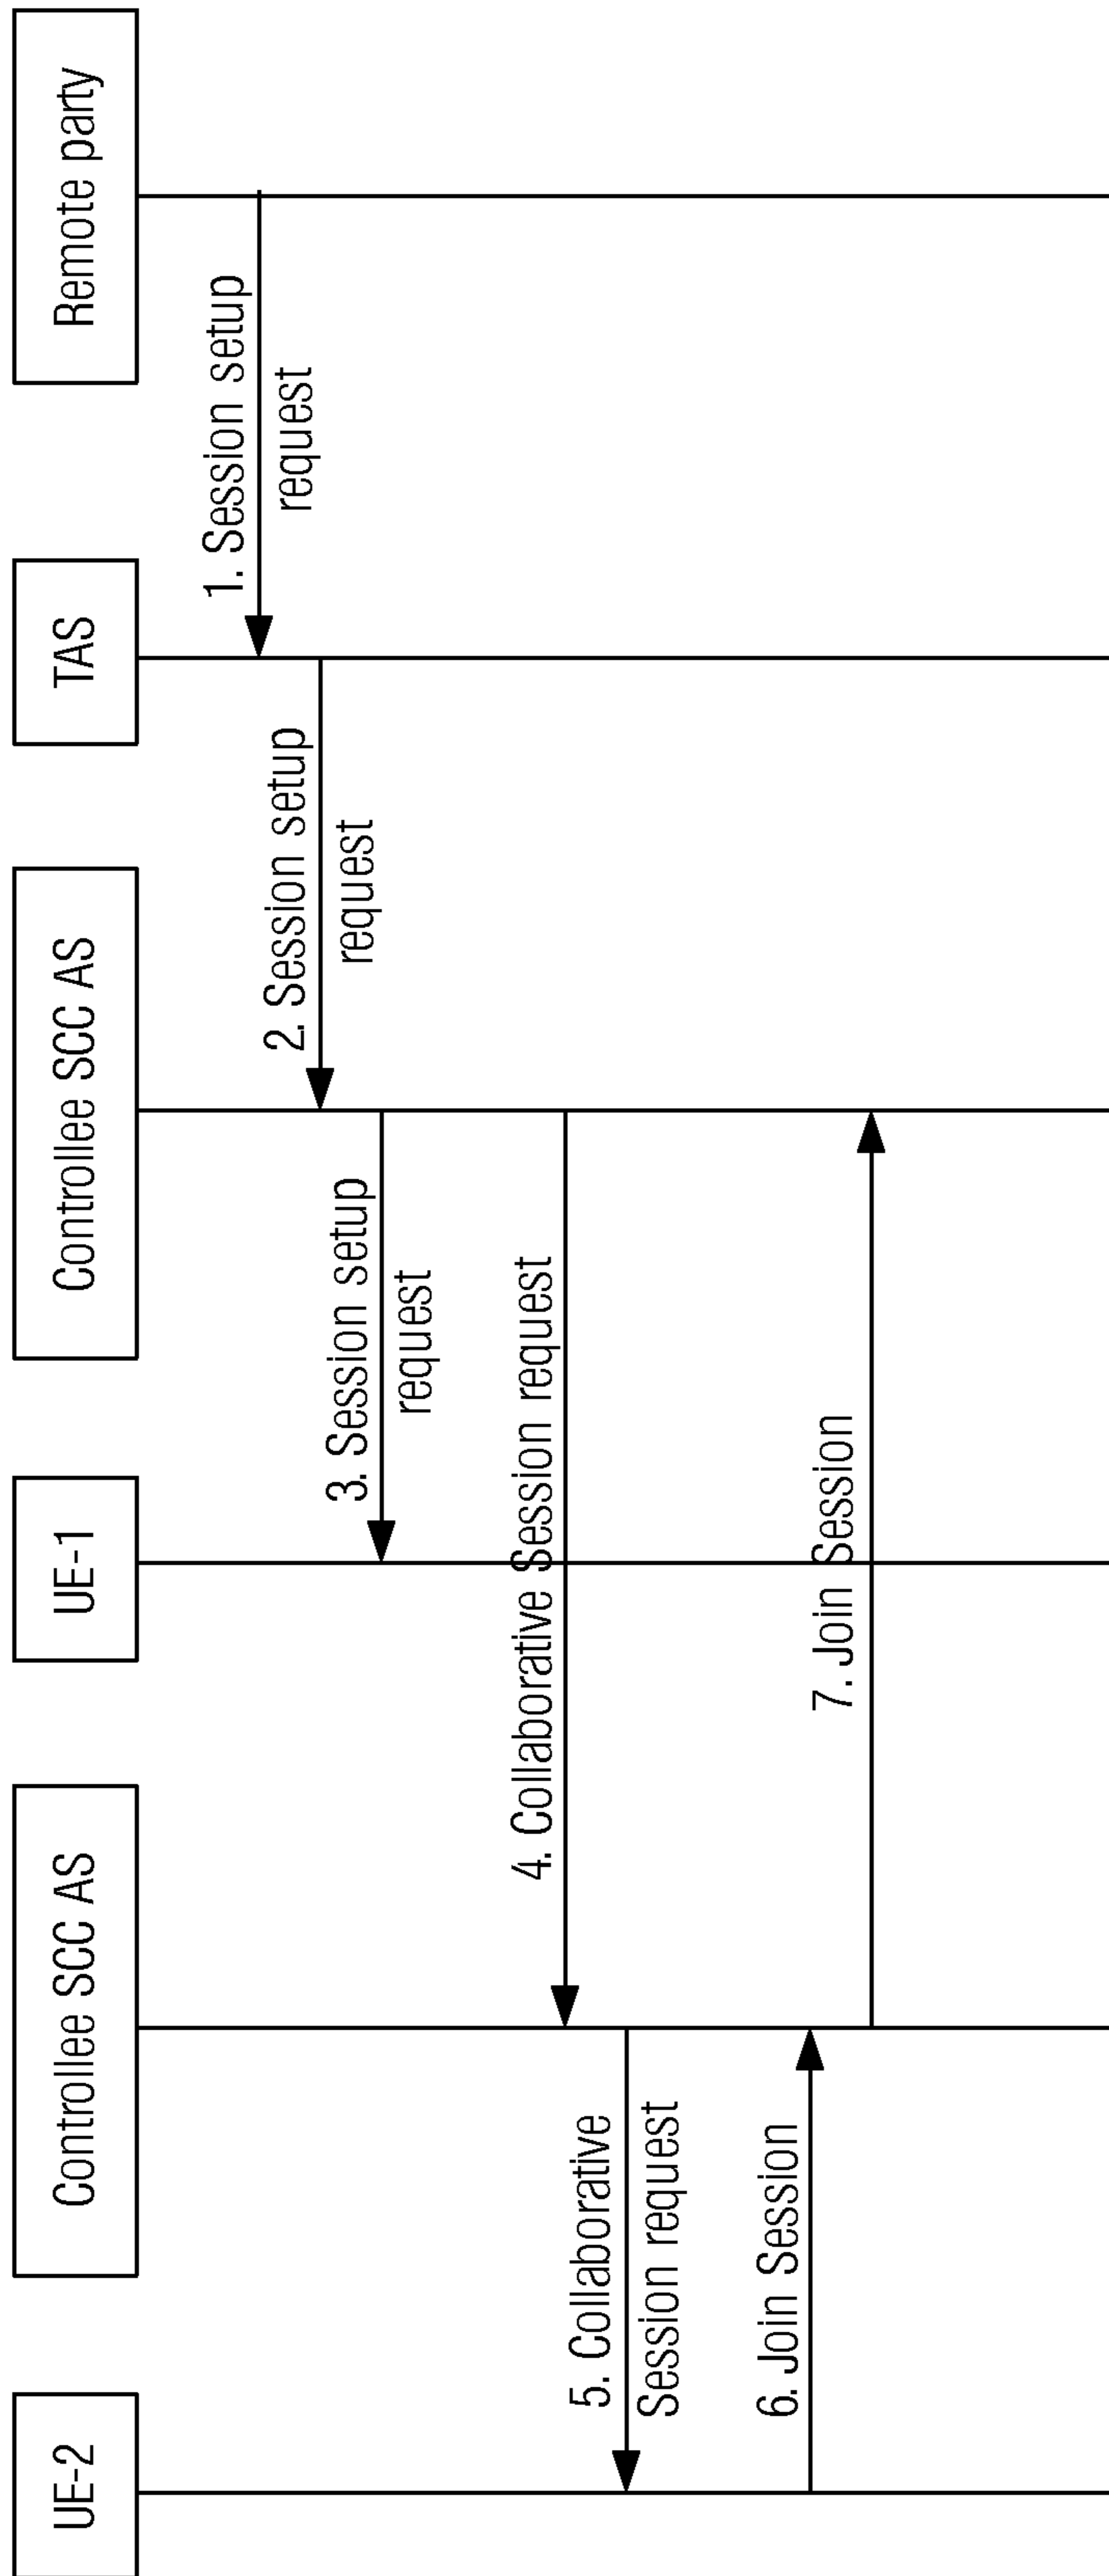 UE-2
Controllee SCC AS
UE-1
Controllee SCC AS
TAS
Remote party
1. Session setup
request
2. Session setup
request
3. Session setup
request
4. Collaborative Session request
5. Collaborative
Session request
6. Join Session
7. Join Session